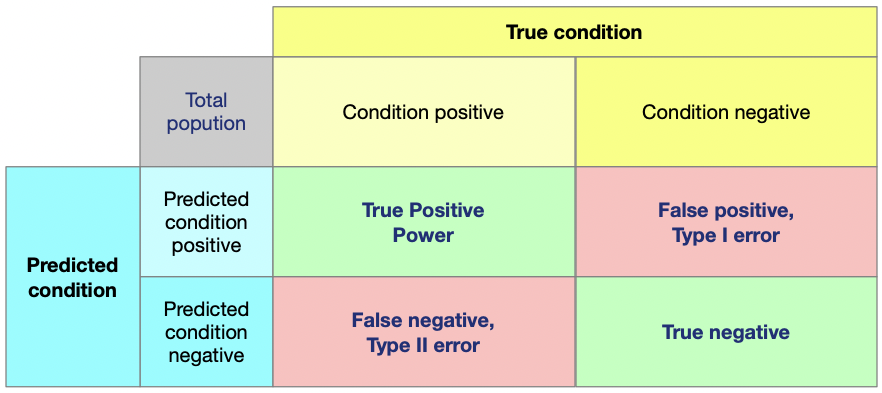 True condition
Total
popution
Condition positive
Condition negative
Predicted
condition
Predicted
condition
positive
True Positive
Power
False positive,
Type I error
Predicted
condition
negative
False negative,
Type II error
True negative